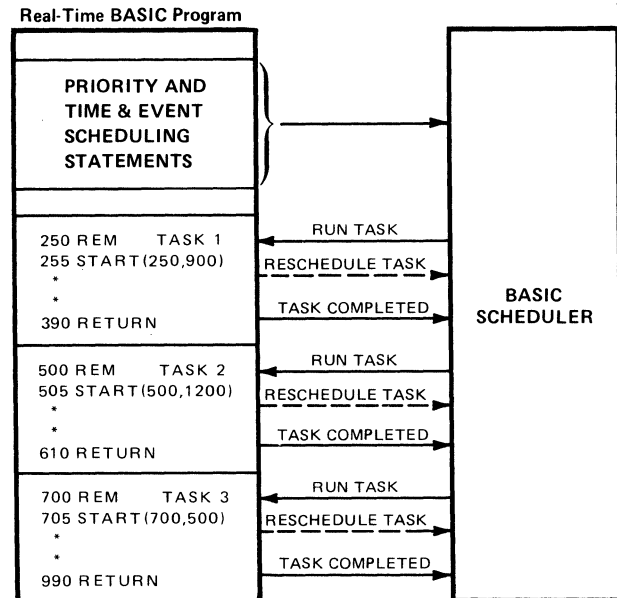 Real-Time BASIC Program
PRIORITY AND
TIME & EVENT
SCHEDULING
STATEMENTS
250 REM TASK 1
255 START(250,900)
*
*
390 RETURN
RUN TASK
RESCHEDULE TASK
TASK COMPLETED
500 REM TASK 2
505 START(500,1200)
*
*
610 RETURN
RUN TASK
RESCHEDULE TASK
TASK COMPLETED
700 REM TASK 3
705 START(700,500)
*
*
990 RETURN
RUN TASK
RESCHEDULE TASK
TASK COMPLETED
BASIC
SCHEDULER